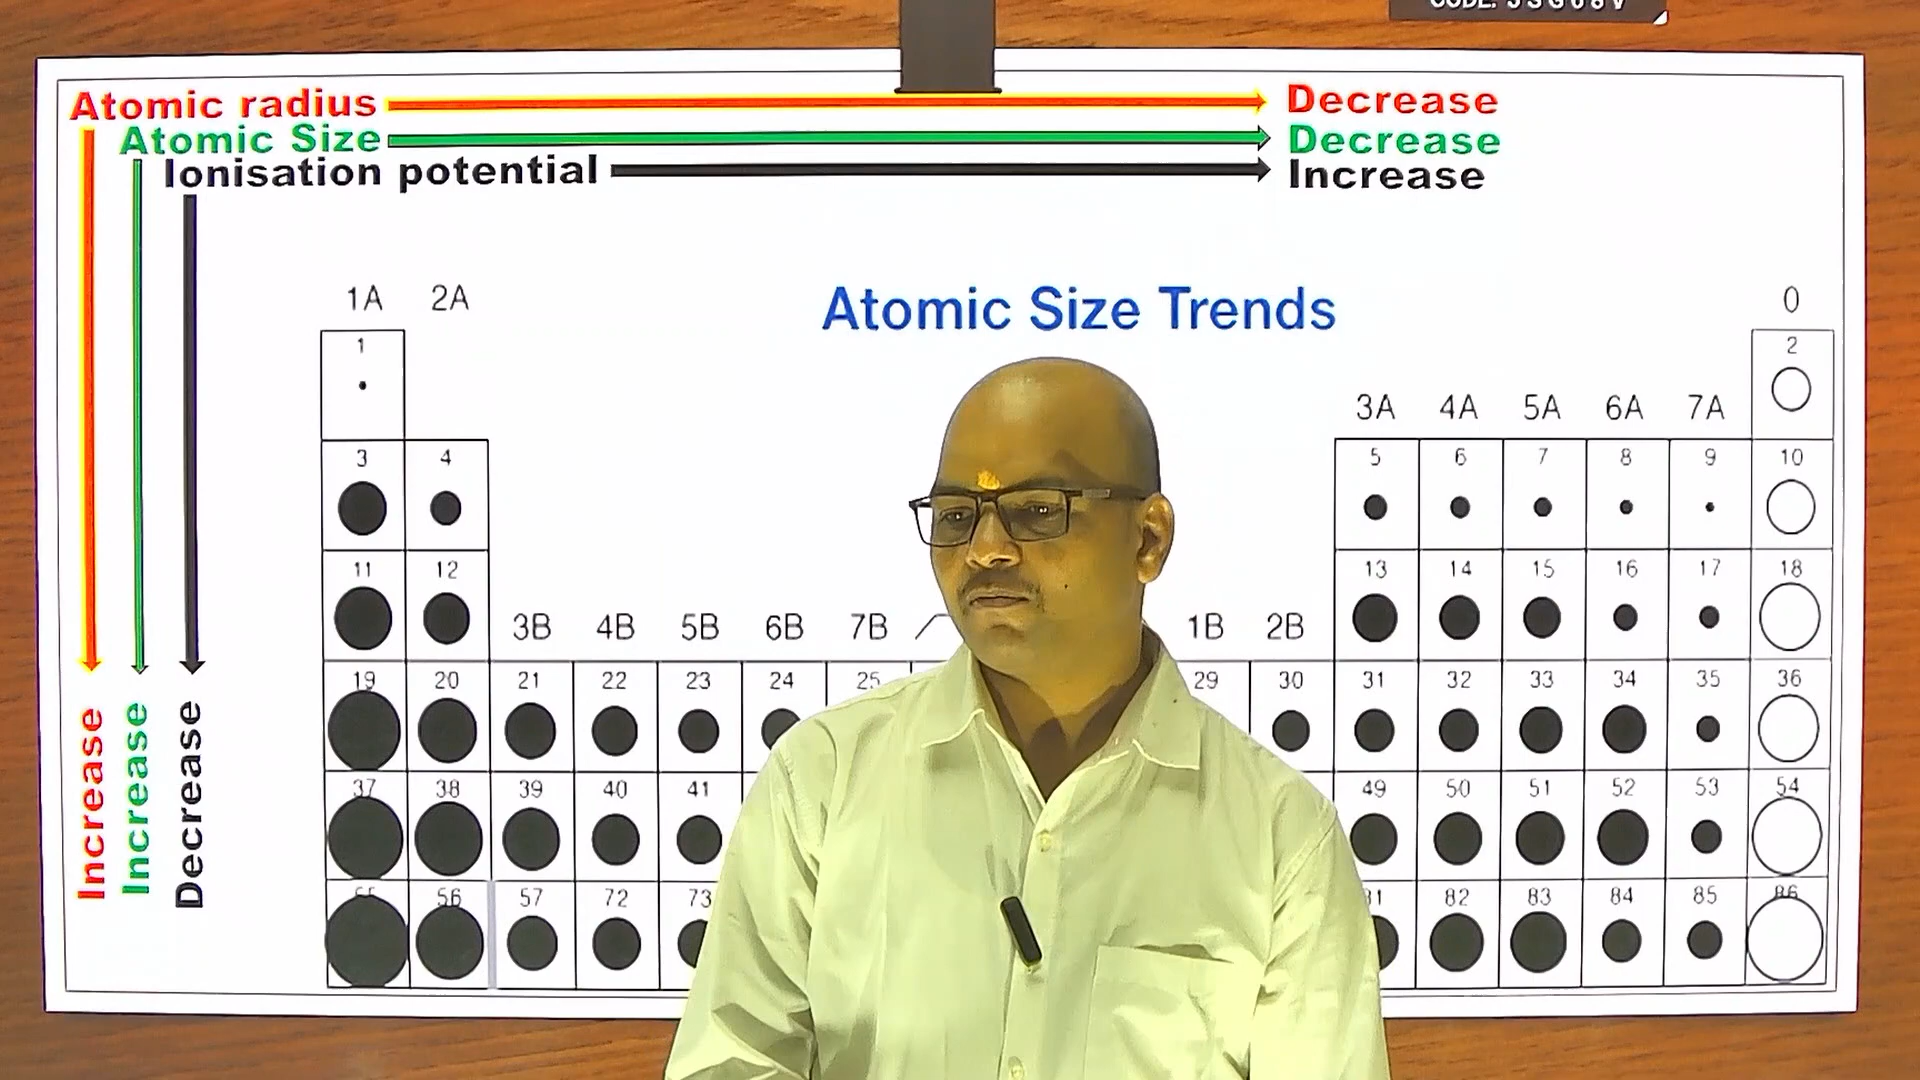 CODE: JSG68V
Atomic radius Decrease
Atomic Size Decrease
Ionisation potential Increase
Increase
Increase
Decrease
Atomic Size Trends
1A 2A 0
1 2
3A 4A 5A 6A 7A
3 4 5 6 7 8 9 10
11 12 13 14 15 16 17 18
3B 4B 5B 6B 7B 1B 2B
19 20 21 22 23 24 25 29 30 31 32 33 34 35 36
37 38 39 40 41 49 50 51 52 53 54
56 57 72 73 82 83 84 85 86